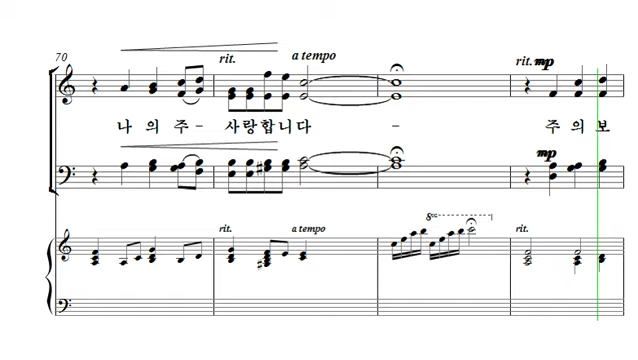 70
rit.
a tempo
rit. mp
나 의 주- 사랑합니다 - 주 의 보
mp
rit.
a tempo
8va
rit.